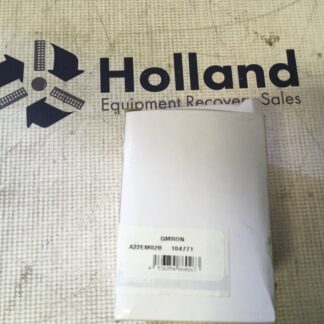 Holland
Equipment Recovery Sales
OMRON
A22EM02B 104771